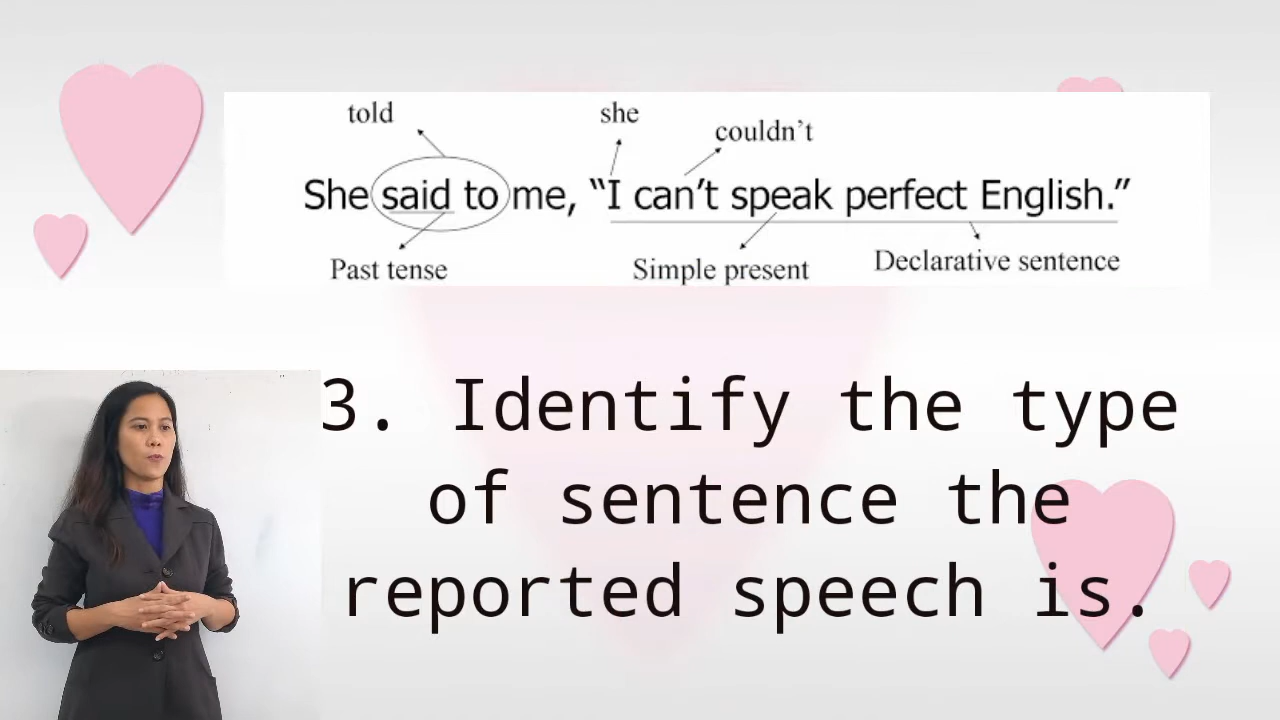 told she
couldn't
She said to me, “I can't speak perfect English.”
Past tense Simple present Declarative sentence
3. Identify the type
of sentence the
reported speech is.